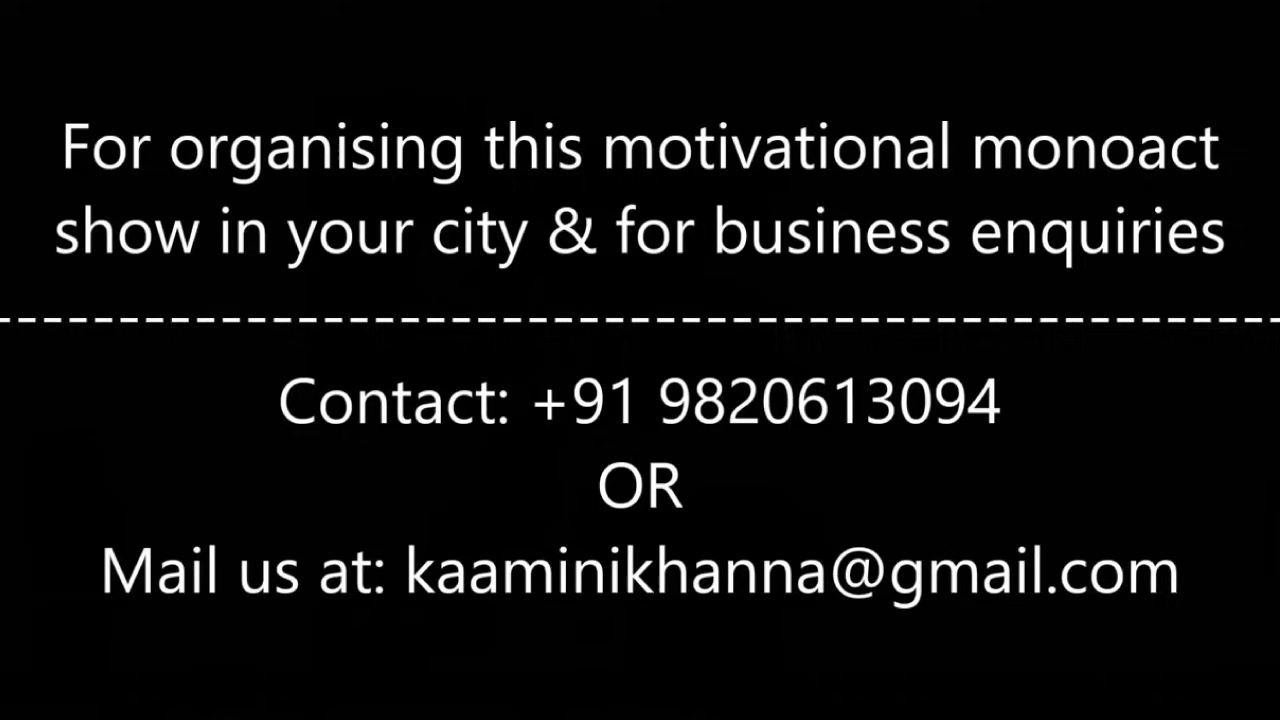 For organising this motivational monoact
show in your city & for business enquiries
--------------------------------------------------
Contact: +91 9820613094
OR
Mail us at: kaaminikhanna@gmail.com